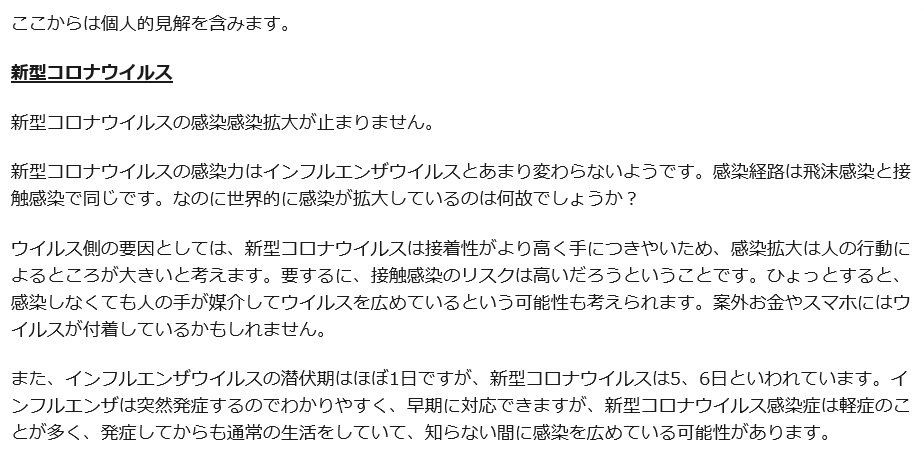 ここからは個人的見解を含みます。
新型コロナウイルス
新型コロナウイルスの感染感染拡大が止まりません。
新型コロナウイルスの感染力はインフルエンザウイルスとあまり変わらないようです。感染経路は飛沫感染と接
触感染で同じです。なのに世界的に感染が拡大しているのは何故でしょうか？
ウイルス側の要因としては、新型コロナウイルスは接着性がより高く手につきやいため、感染拡大は人の行動に
よるところが大きいと考えます。要するに、接触感染のリスクは高いだろうということです。ひょっとすると、
感染しなくても人の手が媒介してウイルスを広めているという可能性も考えられます。案外お金やスマホにはウ
イルスが付着しているかもしれません。
また、インフルエンザウイルスの潜伏期はほぼ1日ですが、新型コロナウイルスは5、6日といわれています。イ
ンフルエンザは突然発症するのでわかりやすく、早期に対応できますが、新型コロナウイルス感染症は軽症のこ
とが多く、発症してからも通常の生活をしていて、知らない間に感染を広めている可能性があります。